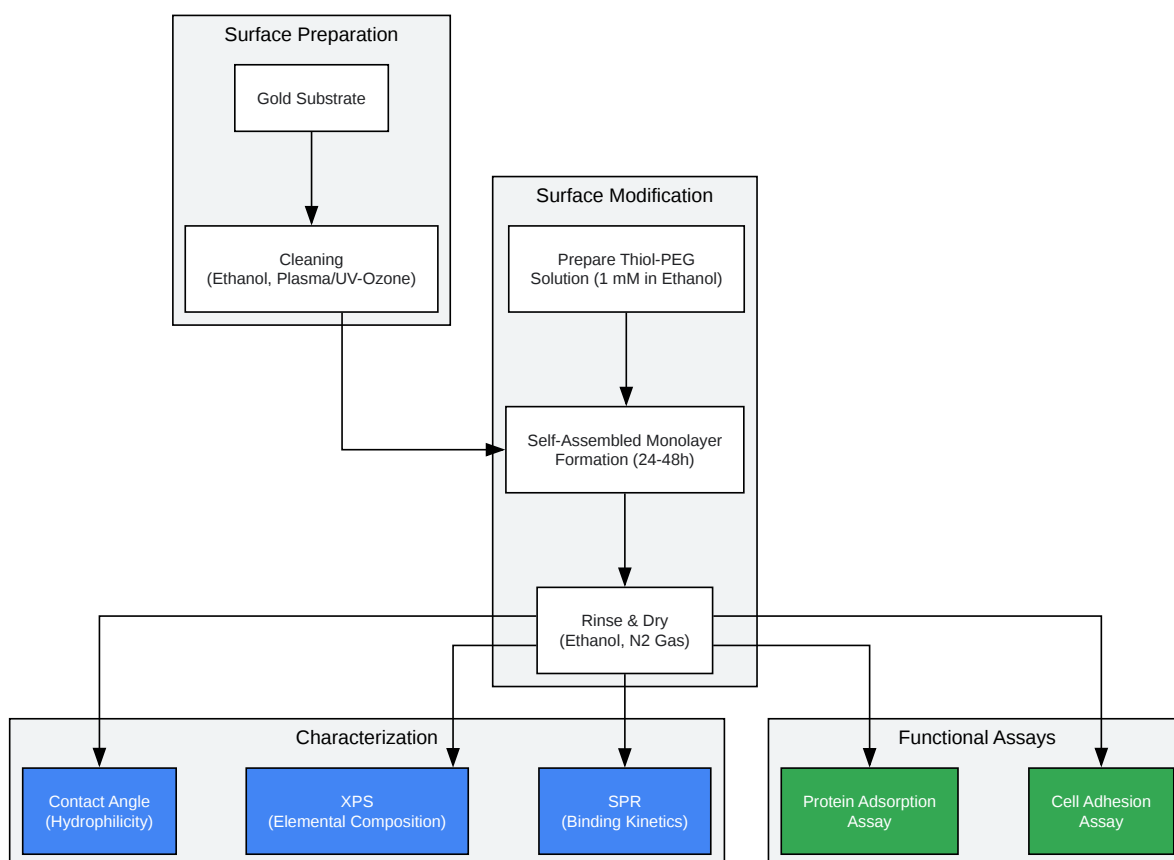 Surface Preparation
Gold Substrate
Cleaning
(Ethanol, Plasma/UV-Ozone)
Surface Modification
Prepare Thiol-PEG
Solution (1 mM in Ethanol)
Self-Assembled Monolayer
Formation (24-48h)
Rinse & Dry
(Ethanol, N2 Gas)
Characterization
Contact Angle
(Hydrophilicity)
XPS
(Elemental Composition)
SPR
(Binding Kinetics)
Functional Assays
Protein Adsorption
Assay
Cell Adhesion
Assay